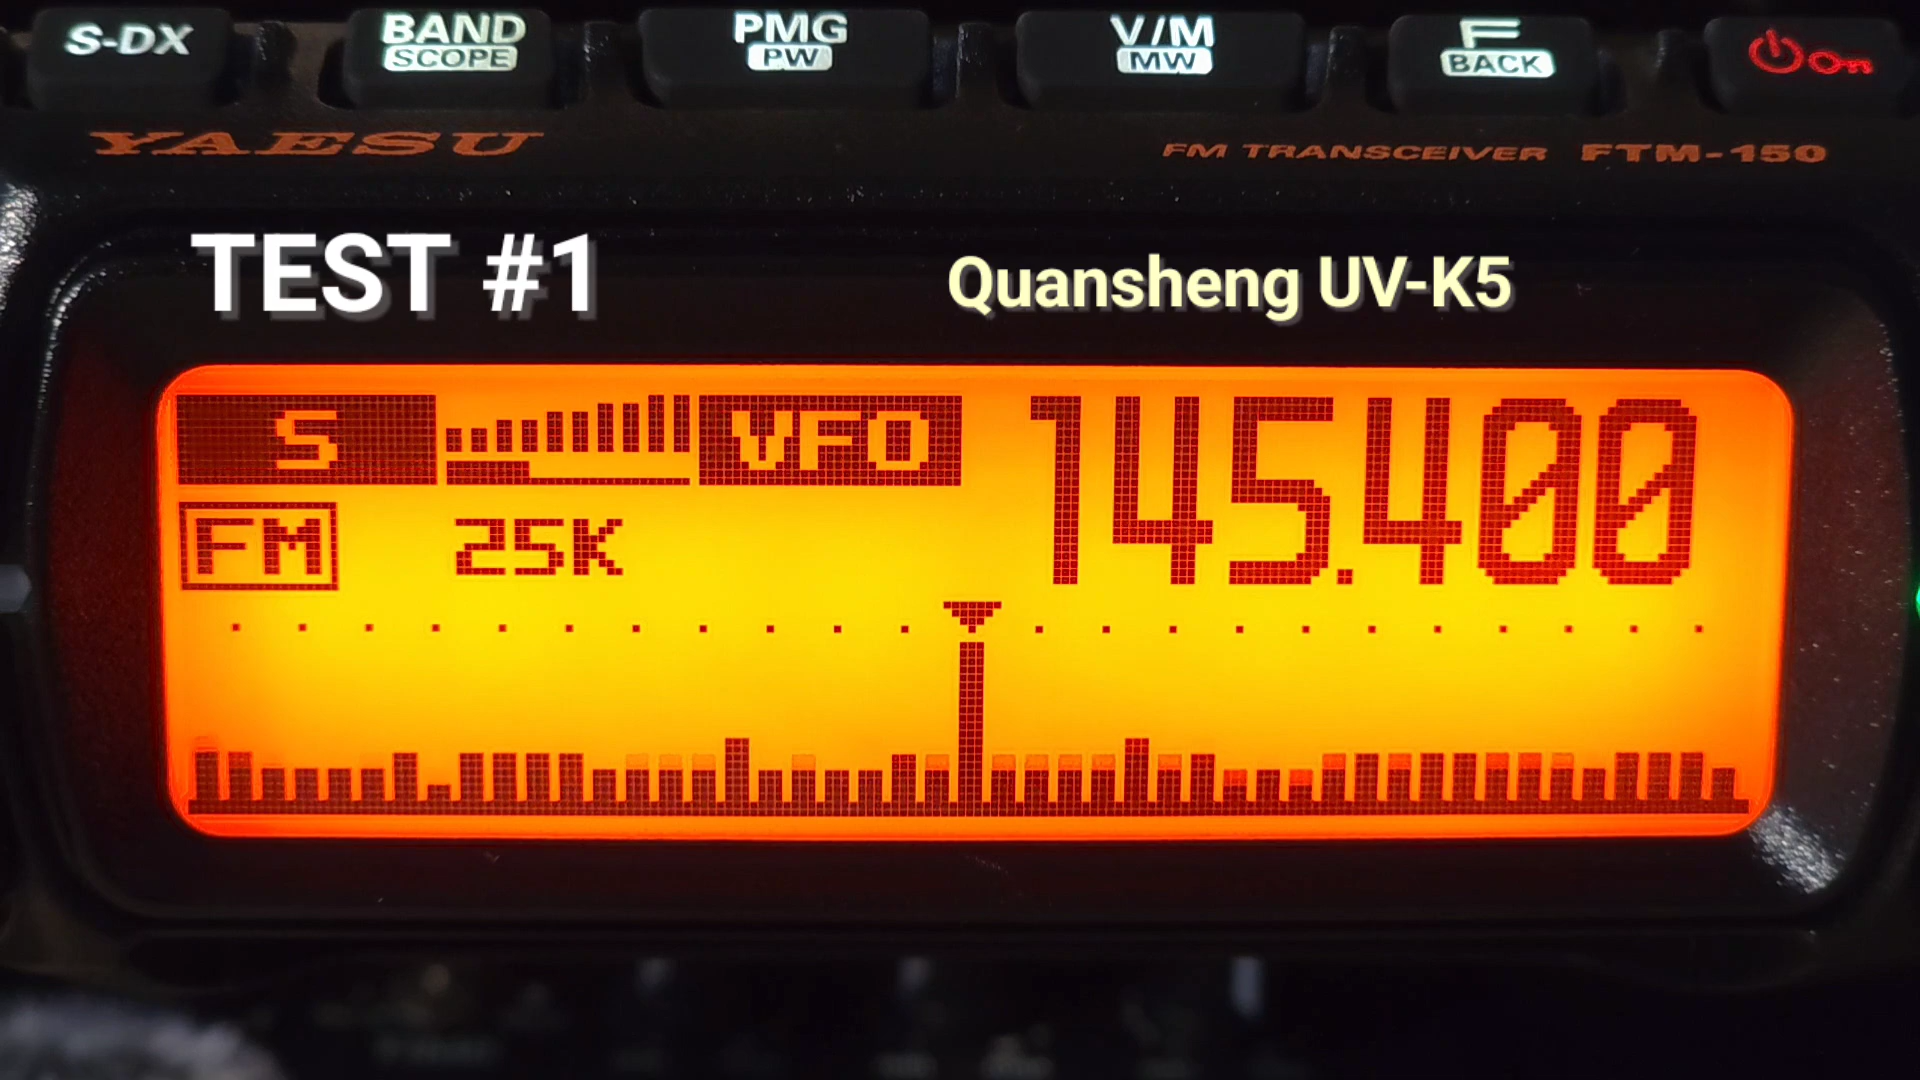 S-DX
BAND
SCOPE
PMG
PW
V/M
MW
F
BACK
YAESU
FM TRANSCEIVER FTM-150
TEST #1
Quansheng UV-K5
S
VFO
145.400
FM
25K